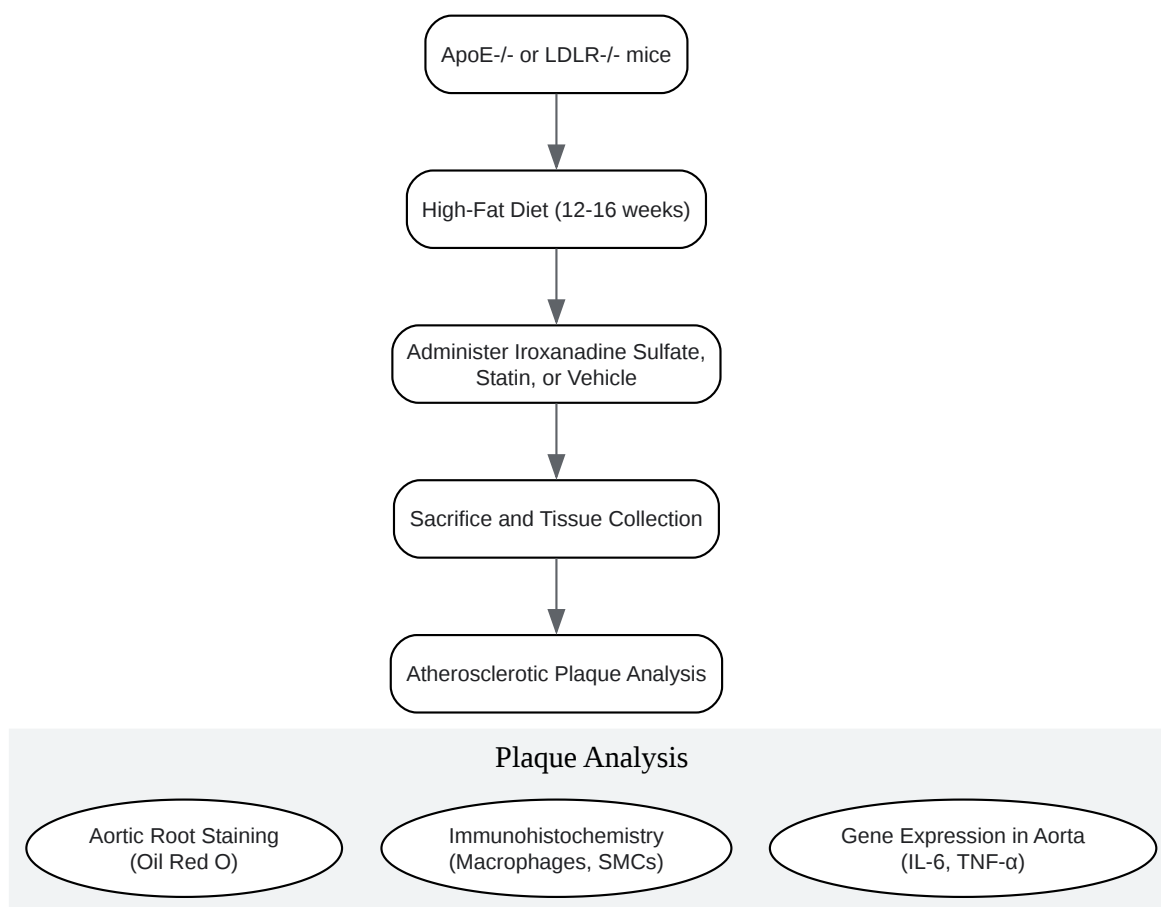 ApoE-/- or LDLR-/- mice
High-Fat Diet (12-16 weeks)
Administer Iroxanadine Sulfate,
Statin, or Vehicle
Sacrifice and Tissue Collection
Atherosclerotic Plaque Analysis
Plaque Analysis
Aortic Root Staining
(Oil Red O)
Immunohistochemistry
(Macrophages, SMCs)
Gene Expression in Aorta
(IL-6, TNF-α)